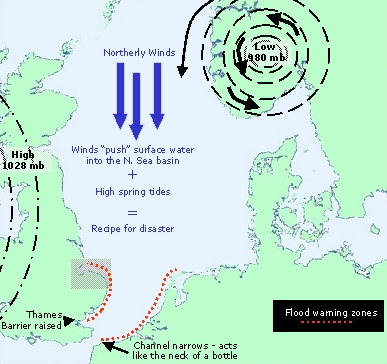 Northerly Winds
Low
980 mb
Winds "push" surface water
into the N. Sea basin
+
High spring tides
=
Recipe for disaster
High
1028 mb
Thames
Barrier raised
Flood warning zones
Channel narrows - acts
like the neck of a bottle